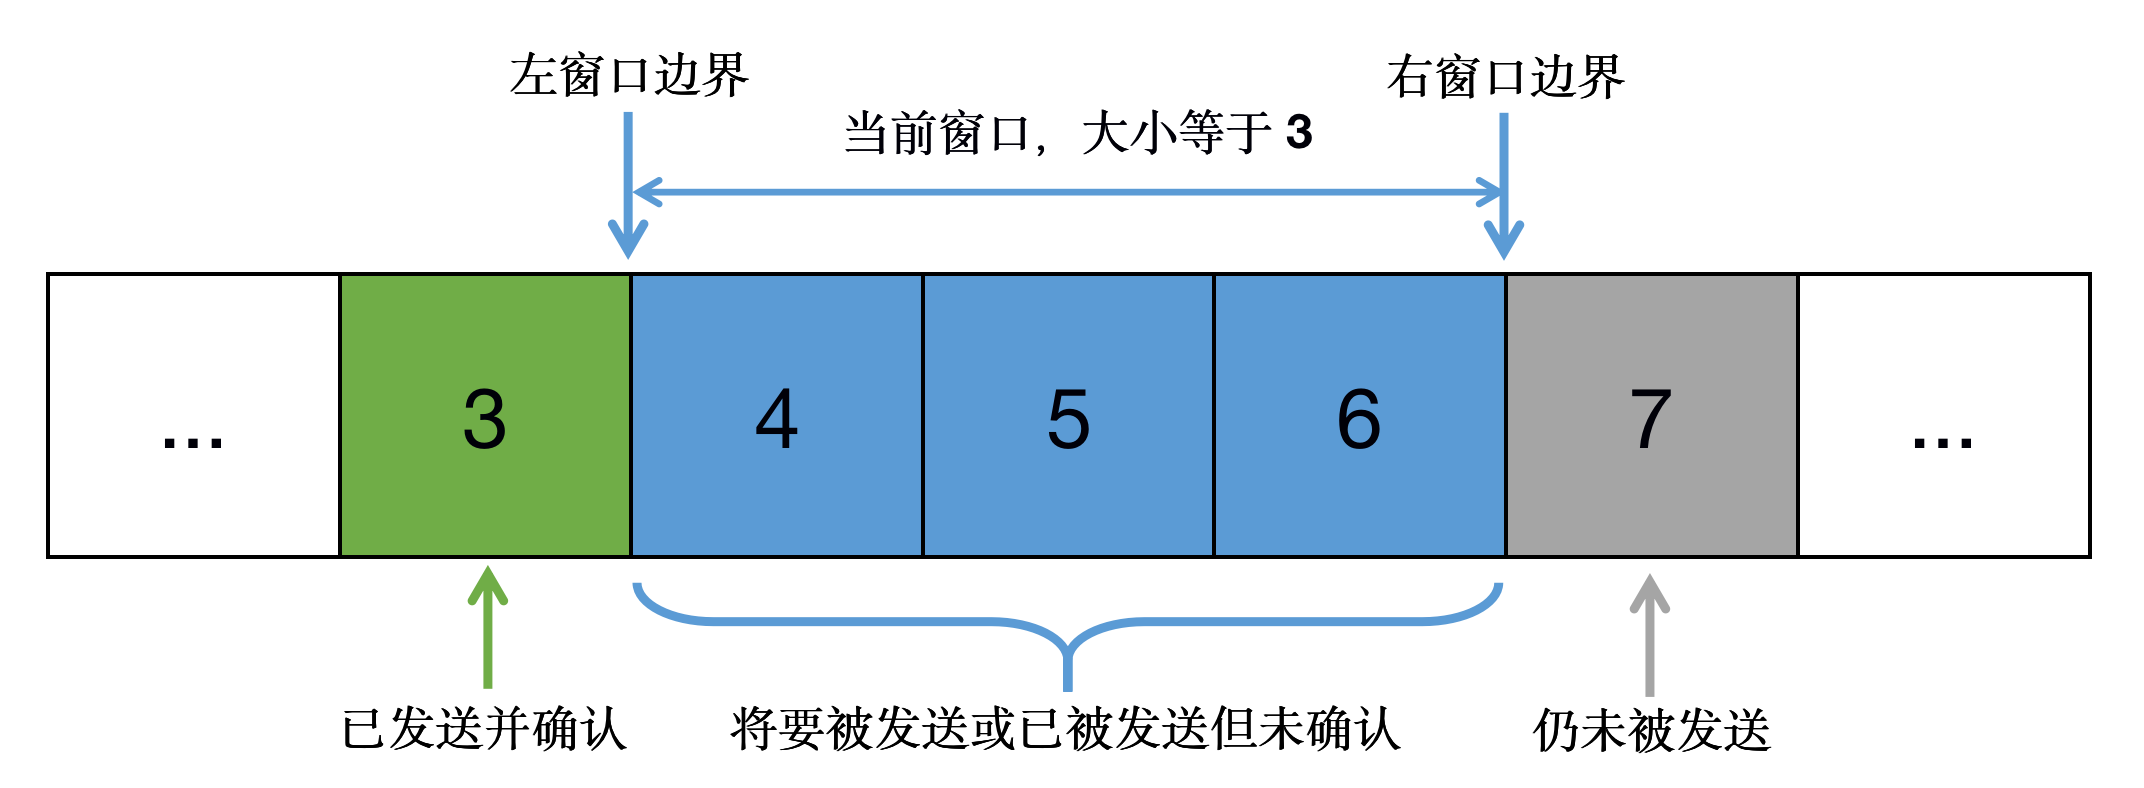 左窗口边界
右窗口边界
当前窗口，大小等于 3
... 3 4 5 6 7 ...
已发送并确认
将要被发送或已被发送但未确认
仍未被发送